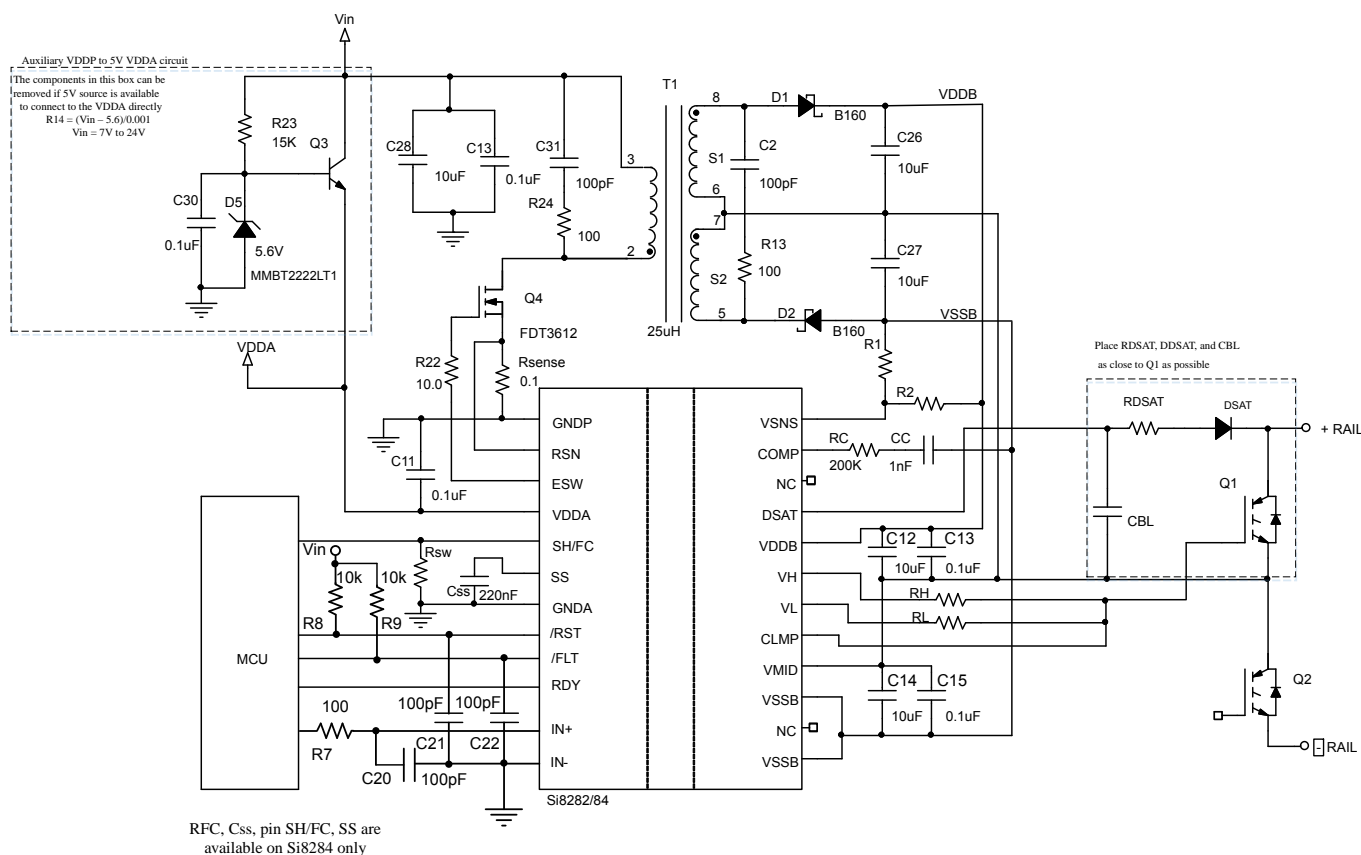 Vin
Auxiliary VDDP to 5V VDDA circuit
The components in this box can be
removed if 5V source is available
to connect to the VDDA directly
R14 = (Vin – 5.6)/0.001
Vin = 7V to 24V
R23
15K
Q3
C30
0.1uF
D5
5.6V
MMBT2222LT1
VDDA
C28
10uF
C13
0.1uF
C31
100pF
R24
100
3
2
T1
25uH
8
S1
6
7
S2
5
D1
B160
C2
100pF
R13
100
D2
B160
VDDB
C26
10uF
C27
10uF
VSSB
Q4
FDT3612
R22
10.0
Rsense
0.1
R1
R2
C11
0.1uF
GNDP
RSN
ESW
VDDA
SH/FC
SS
GNDA
/RST
/FLT
RDY
IN+
IN-
Si8282/84
VSNS
COMP
NC
DSAT
VDDB
VH
VL
CLMP
VMID
VSSB
NC
VSSB
RC
200K
CC
1nF
C12
10uF
C13
0.1uF
RH
RL
C14
10uF
C15
0.1uF
Place RDSAT, DDSAT, and CBL
as close to Q1 as possible
RDSAT
DSAT
+ RAIL
Q1
CBL
Q2
- RAIL
MCU
Vin
10k
10k
R8
R9
Rsw
Css
220nF
100pF
100pF
C21
C22
100
R7
C20
100pF
RFC, Css, pin SH/FC, SS are
available on Si8284 only